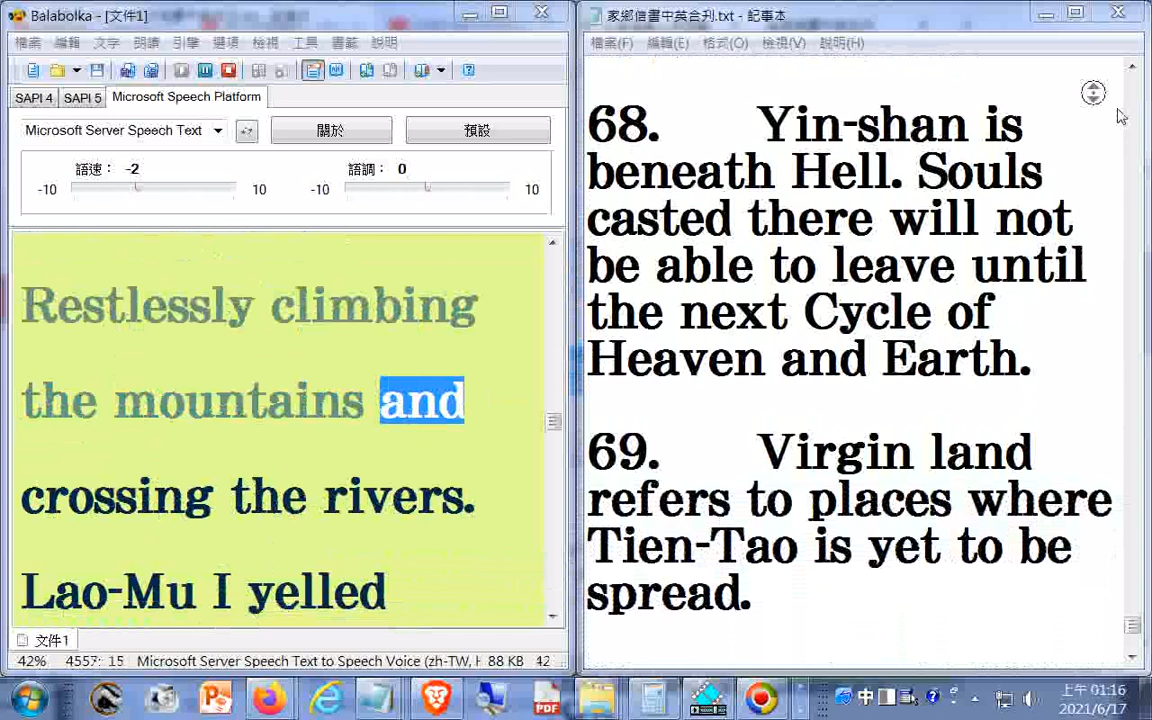 Balabolka - [文件1]
檔案 編輯 文字 朗讀 引擎 選項 檢視 工具 書籤 說明
SAPI 4 SAPI 5 Microsoft Speech Platform
Microsoft Server Speech Text 關於 預設
語速： -2 語調： 0
-10 10 -10 10
Restlessly climbing
the mountains and
crossing the rivers.
Lao-Mu I yelled
文件1
42% 4557: 15 Microsoft Server Speech Text to Speech Voice (zh-TW, H 88 KB 42
家鄉信書中英合刋.txt - 記事本
檔案(F) 編輯(E) 格式(O) 檢視(V) 說明(H)
68. Yin-shan is
beneath Hell. Souls
casted there will not
be able to leave until
the next Cycle of
Heaven and Earth.
69. Virgin land
refers to places where
Tien-Tao is yet to be
spread.
PDF
中
上午 01:16
2021/6/17